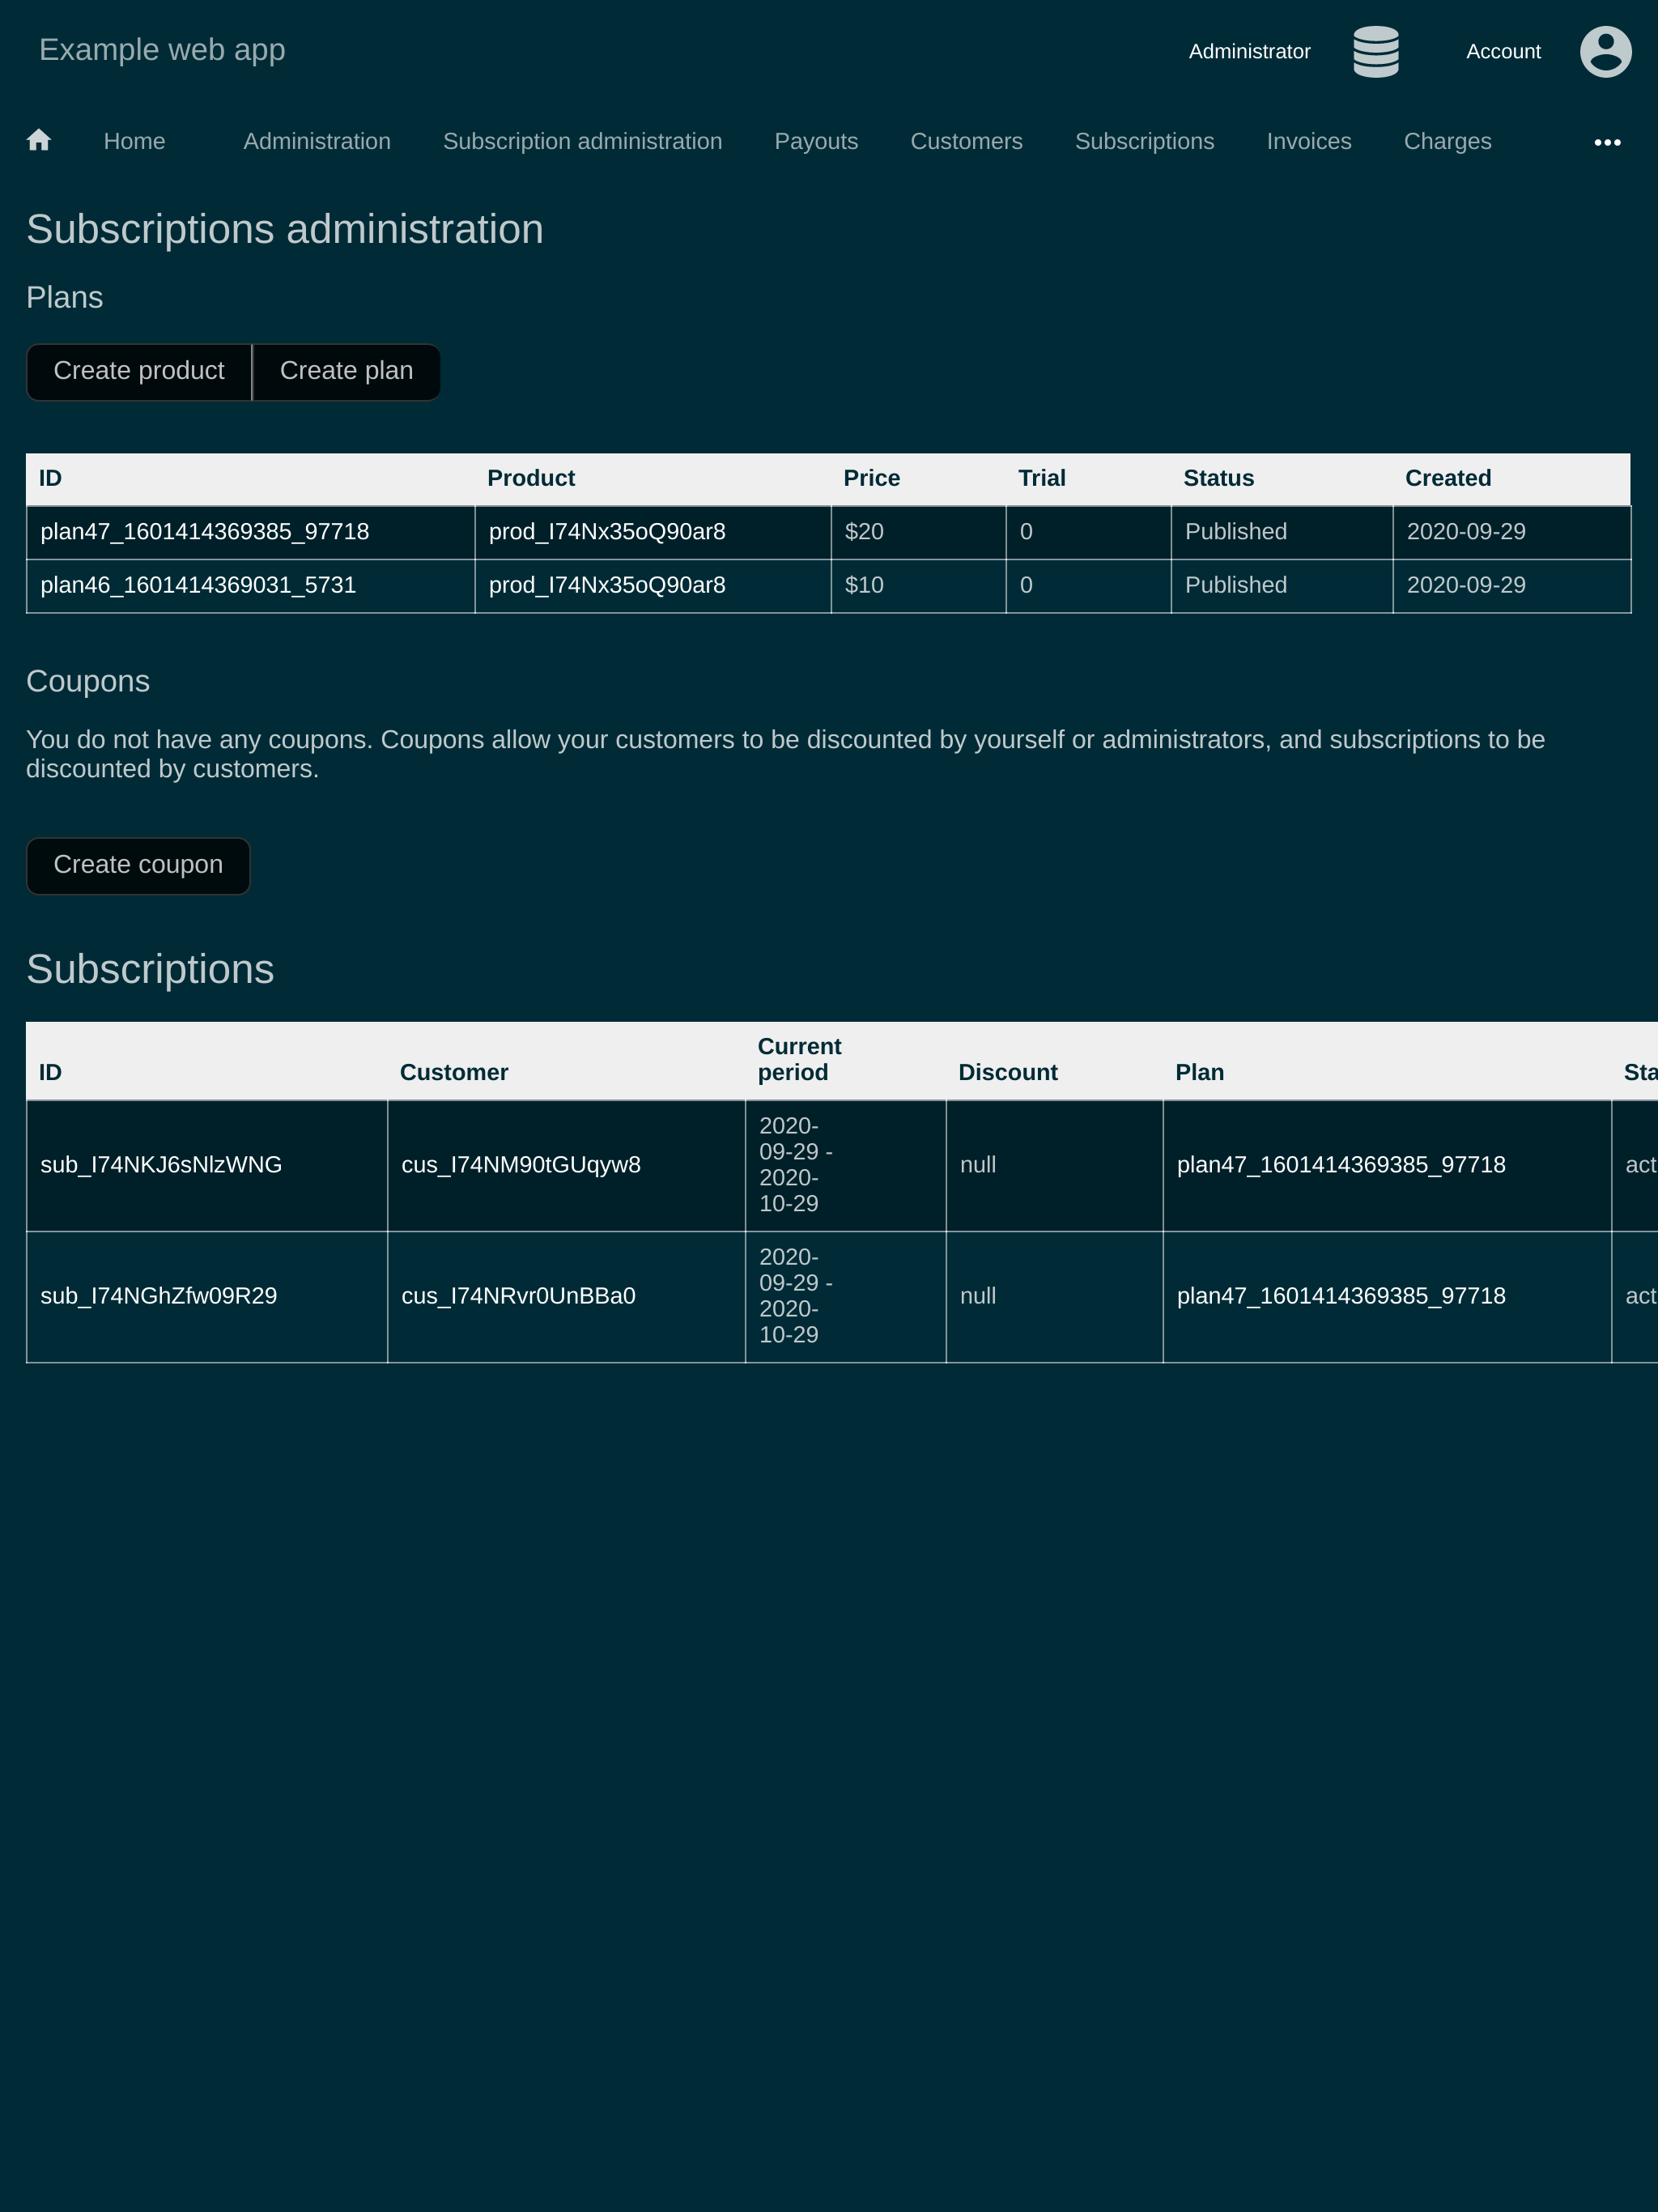 Example web app
Administrator
Account
Home
Administration
Subscription administration
Payouts
Customers
Subscriptions
Invoices
Charges
Subscriptions administration
Plans
Create product
Create plan
ID Product Price Trial Status Created
plan47_1601414369385_97718 prod_I74Nx35oQ90ar8 $20 0 Published 2020-09-29
plan46_1601414369031_5731 prod_I74Nx35oQ90ar8 $10 0 Published 2020-09-29
Coupons
You do not have any coupons. Coupons allow your customers to be discounted by yourself or administrators, and subscriptions to be
discounted by customers.
Create coupon
Subscriptions
ID
Customer
Current
period
Discount
Plan
Sta
sub_I74NKJ6sNlzWNG
cus_I74NM90tGUqyw8
2020-
09-29 -
2020-
10-29
null
plan47_1601414369385_97718
act
sub_I74NGhZfw09R29
cus_I74NRvr0UnBBa0
2020-
09-29 -
2020-
10-29
null
plan47_1601414369385_97718
act